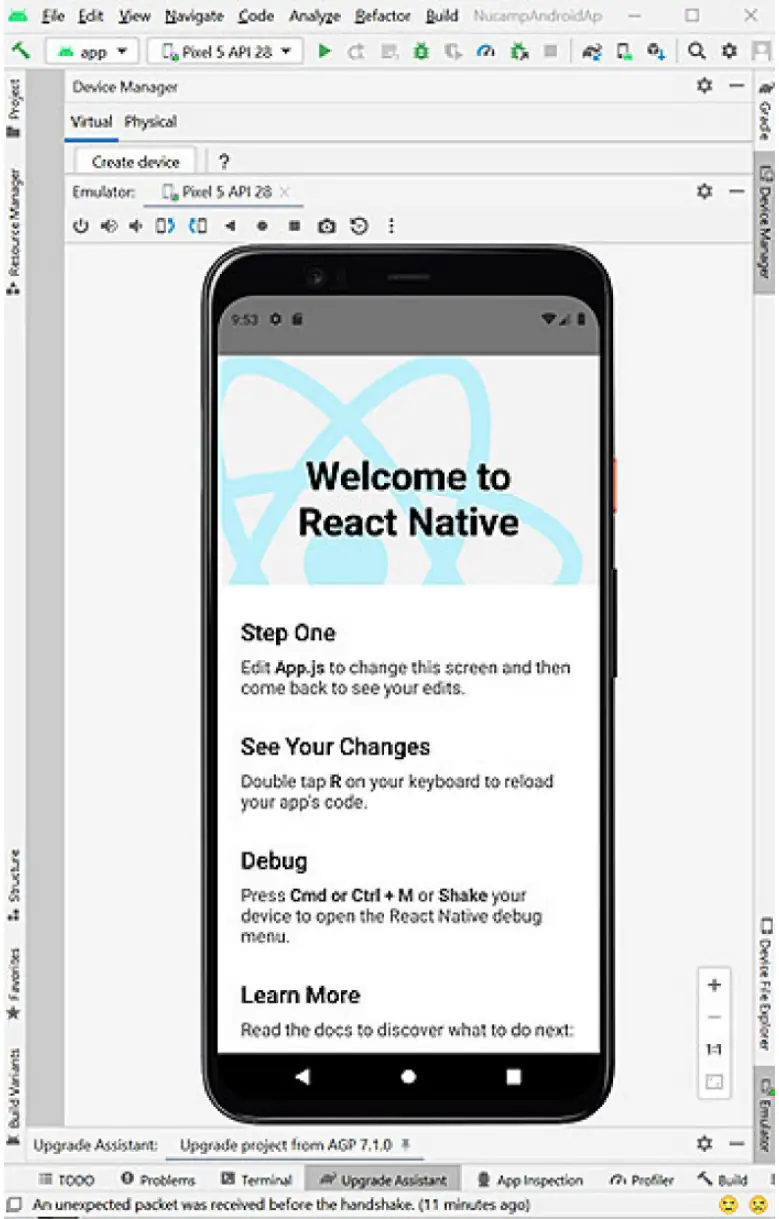 File Edit View Navigate Code Analyze Refactor Build NucampAndroidAp
app Pixel 5 API 28
Project
Resource Manager
Structure
Favorites
Build Variants
Device Manager
Virtual Physical
Create device ?
Emulator: Pixel 5 API 28
9:53
Welcome to
React Native
Step One
Edit App.js to change this screen and then
come back to see your edits.
See Your Changes
Double tap R on your keyboard to reload
your app's code.
Debug
Press Cmd or Ctrl + M or Shake your
device to open the React Native debug
menu.
Learn More
Read the docs to discover what to do next:
1:1
Gradle
Device Manager
Device File Explorer
Emulator
Upgrade Assistant: Upgrade project from AGP 7.1.0
TODO Problems Terminal Upgrade Assistant App Inspection Profiler Build
An unexpected packet was received before the handshake. (11 minutes ago)